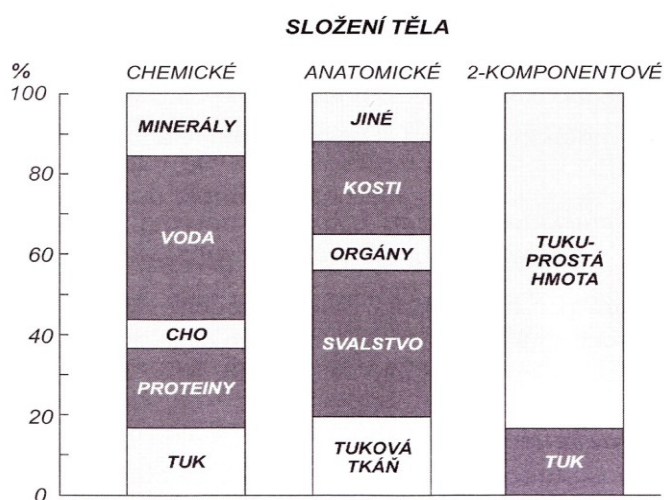 SLOŽENÍ TĚLA
% CHEMICKÉ ANATOMICKÉ 2-KOMPONENTOVÉ
100
MINERÁLY JINÉ
80
KOSTI
VODA
60
ORGÁNY
TUKU-
PROSTÁ
HMOTA
40
CHO
SVALSTVO
PROTEINY
20
TUK
TUKOVÁ
TKÁŇ
TUK
0